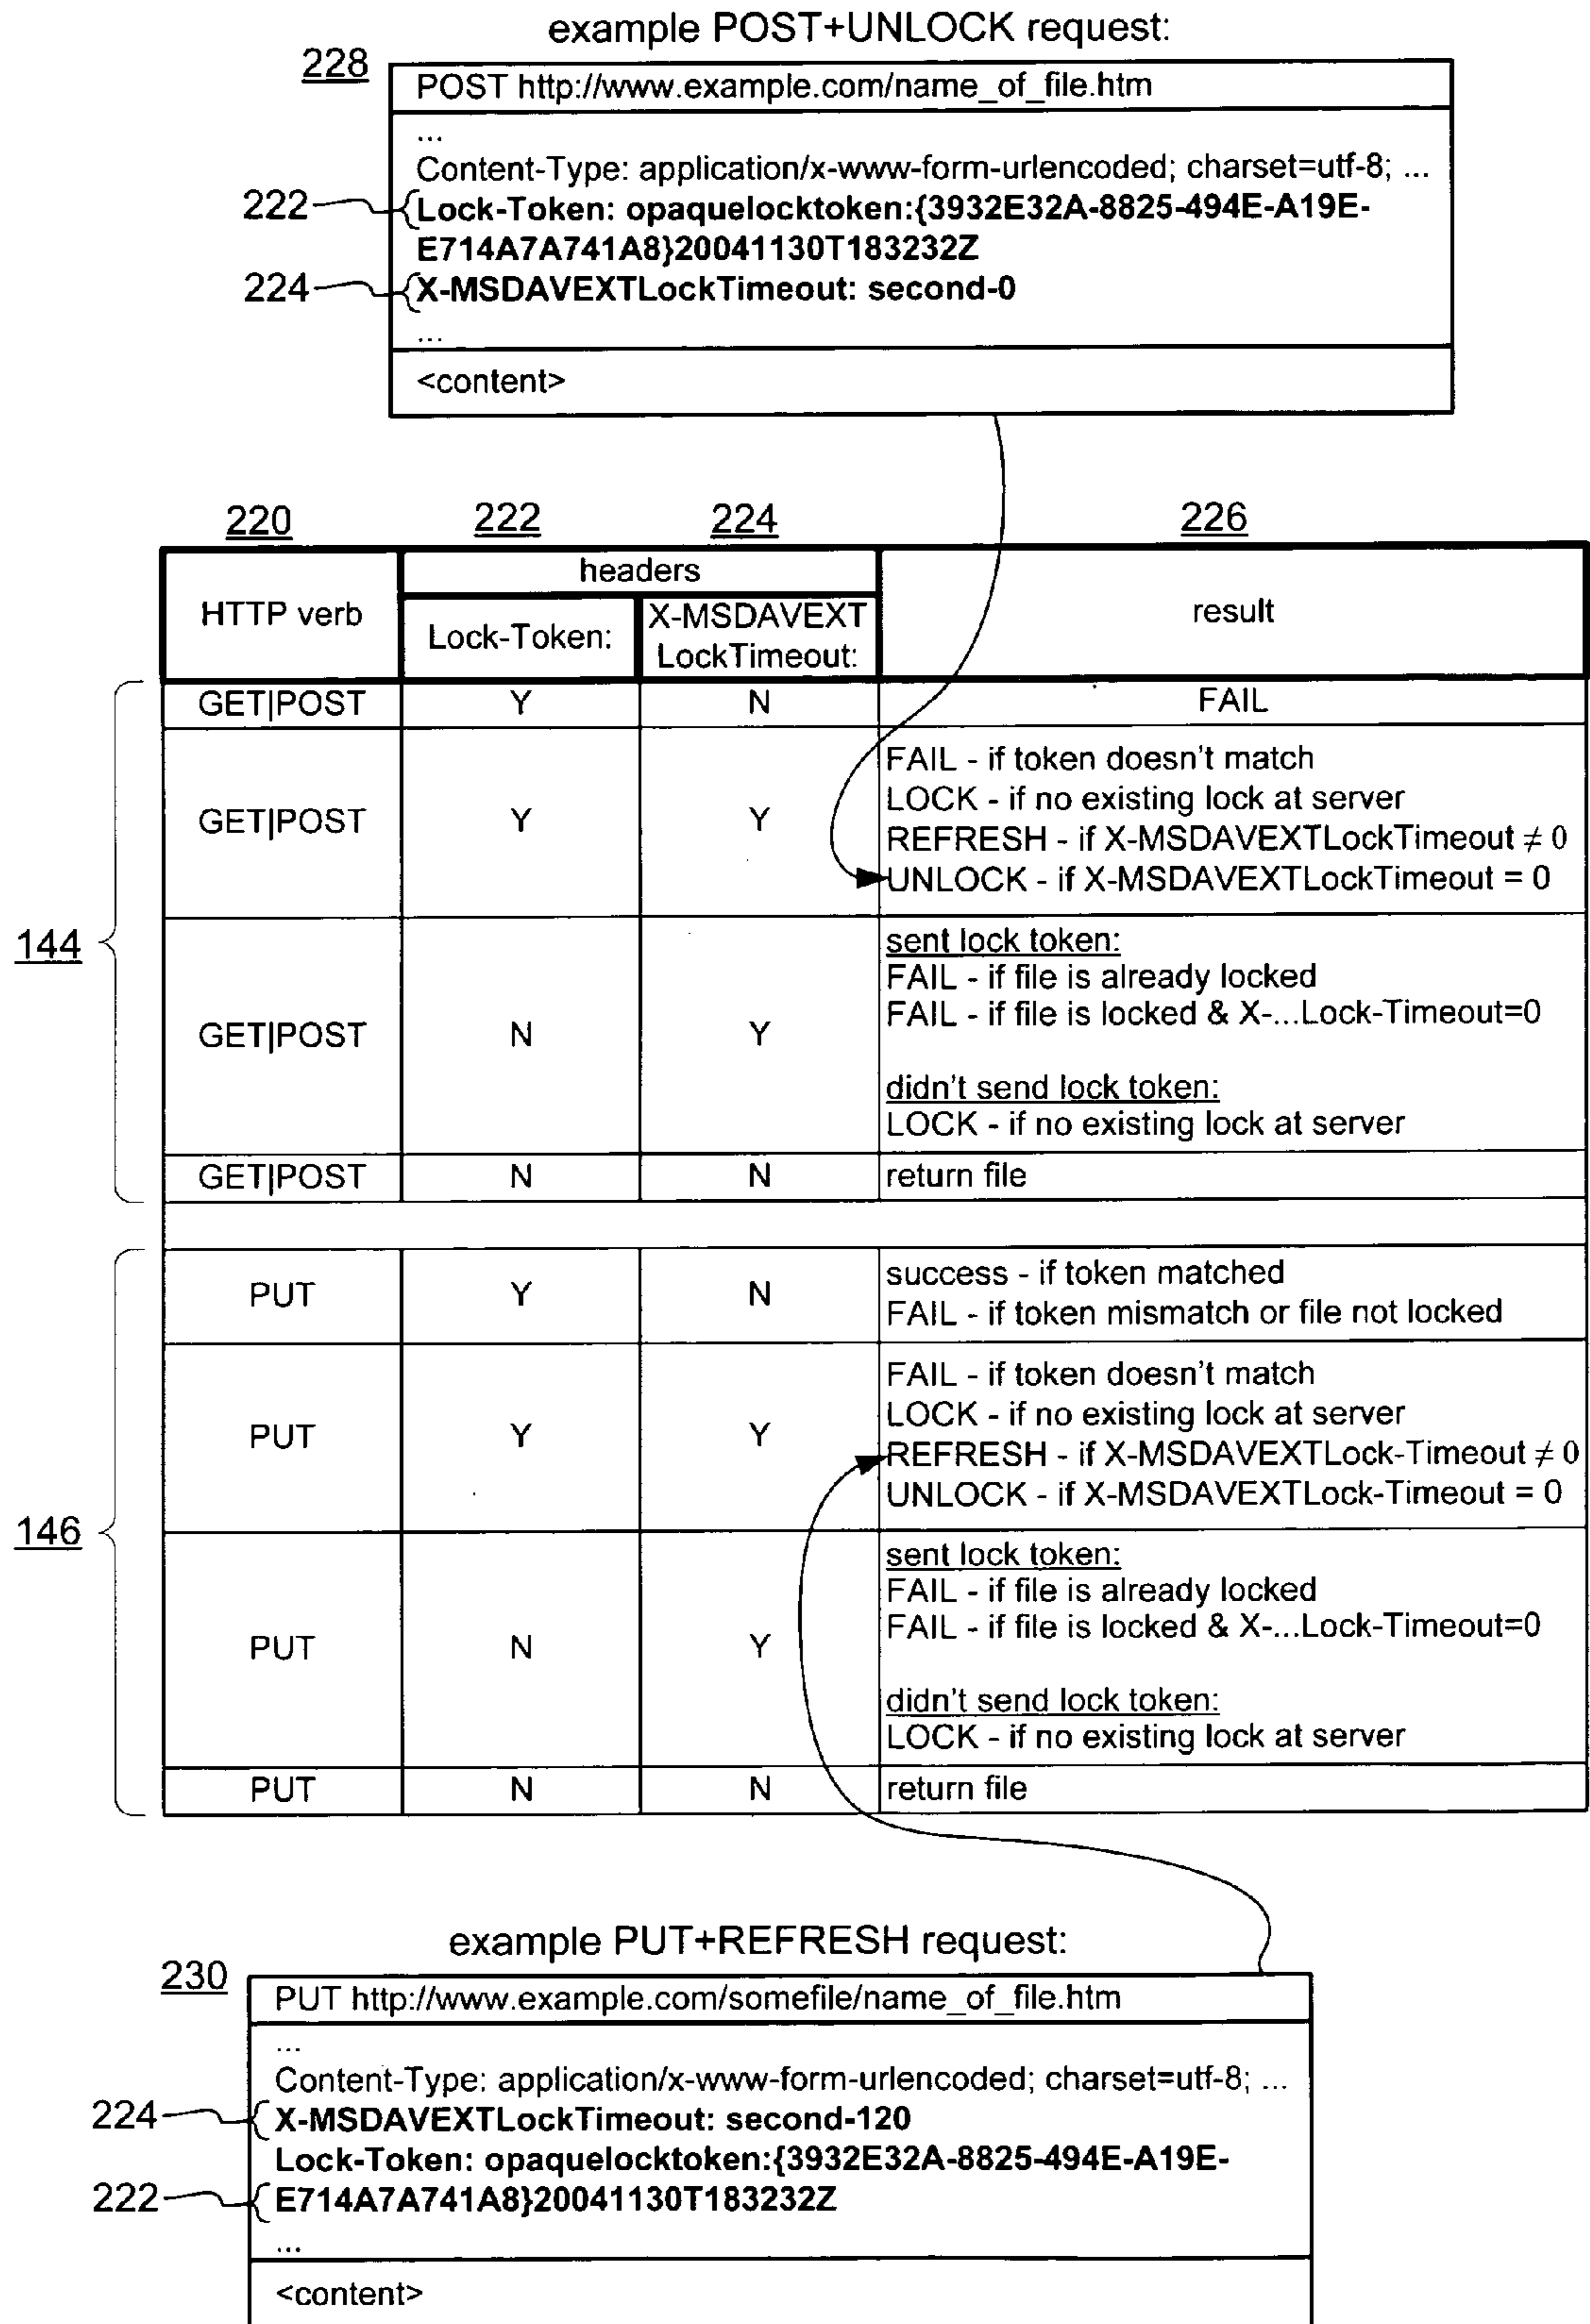 example POST+UNLOCK request:
228
POST http://www.example.com/name_of_file.htm
...
Content-Type: application/x-www-form-urlencoded; charset=utf-8; ...
222
Lock-Token: opaquelocktoken:{3932E32A-8825-494E-A19E-
E714A7A741A8}20041130T183232Z
224
X-MSDAVEXTLockTimeout: second-0
...
<content>
220 222 224 226
HTTP verb
headers
Lock-Token:
X-MSDAVEXT
LockTimeout:
result
144
GET|POST Y N FAIL
GET|POST Y Y
FAIL - if token doesn't match
LOCK - if no existing lock at server
REFRESH - if X-MSDAVEXTLockTimeout ≠ 0
UNLOCK - if X-MSDAVEXTLockTimeout = 0
GET|POST N Y
sent lock token:
FAIL - if file is already locked
FAIL - if file is locked & X-...Lock-Timeout=0
didn't send lock token:
LOCK - if no existing lock at server
GET|POST N N return file
146
PUT Y N
success - if token matched
FAIL - if token mismatch or file not locked
PUT Y Y
FAIL - if token doesn't match
LOCK - if no existing lock at server
REFRESH - if X-MSDAVEXTLock-Timeout ≠ 0
UNLOCK - if X-MSDAVEXTLock-Timeout = 0
PUT N Y
sent lock token:
FAIL - if file is already locked
FAIL - if file is locked & X-...Lock-Timeout=0
didn't send lock token:
LOCK - if no existing lock at server
PUT N N return file
example PUT+REFRESH request:
230
PUT http://www.example.com/somefile/name_of_file.htm
...
Content-Type: application/x-www-form-urlencoded; charset=utf-8; ...
224
X-MSDAVEXTLockTimeout: second-120
Lock-Token: opaquelocktoken:{3932E32A-8825-494E-A19E-
222
E714A7A741A8}20041130T183232Z
...
<content>